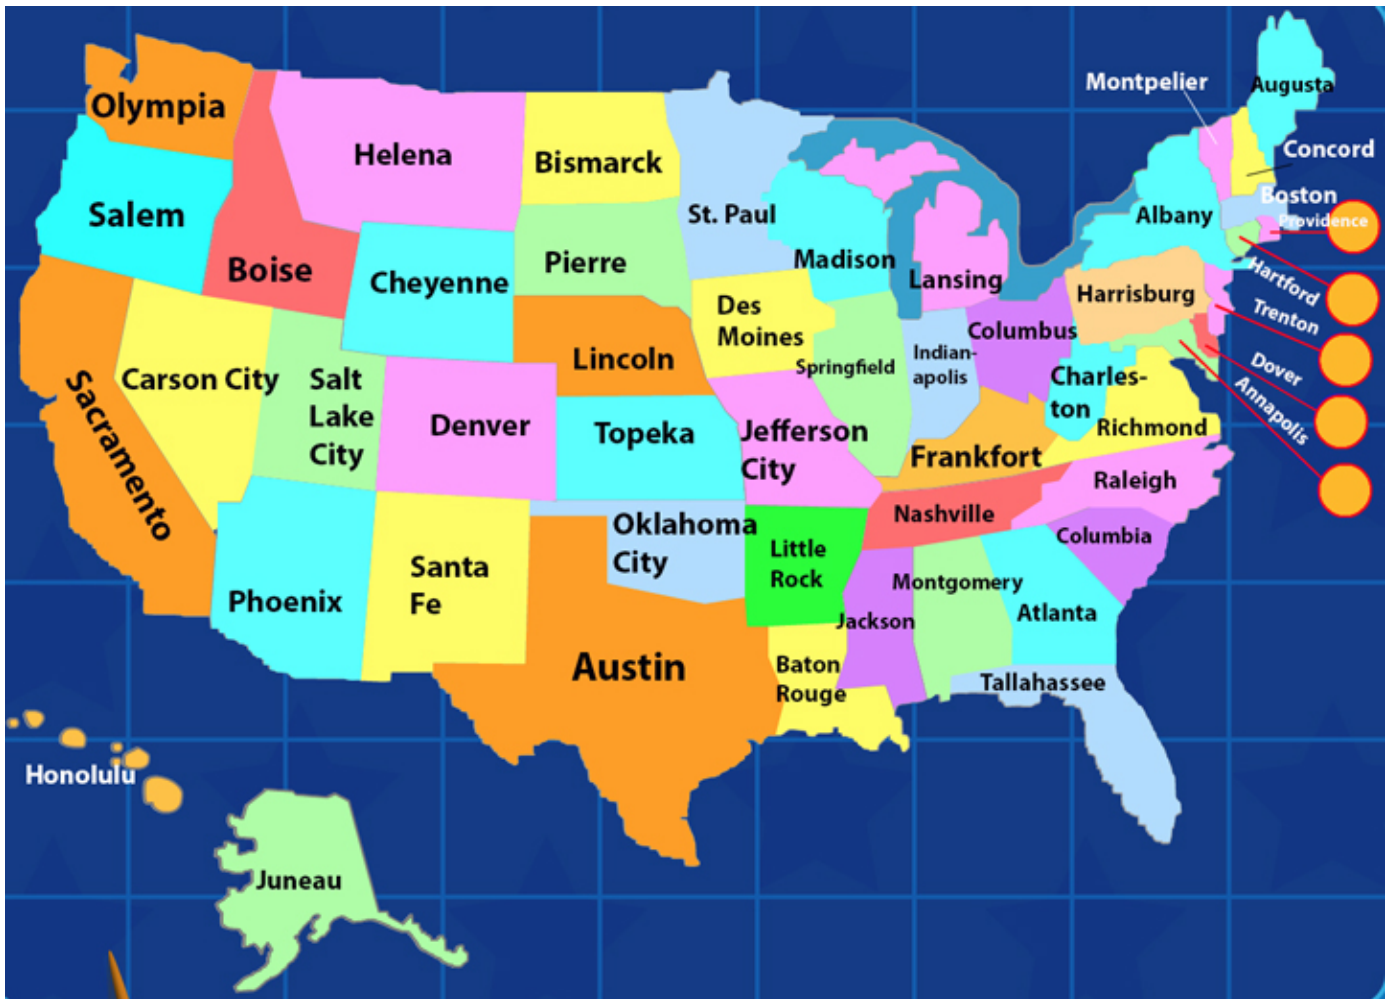 Olympia
Helena
Bismarck
St. Paul
Montpelier
Augusta
Concord
Boston
Providence
Salem
Boise
Cheyenne
Pierre
Madison
Lansing
Albany
Hartford
Trenton
Dover
Annapolis
Harrisburg
Columbus
Des
Moines
Lincoln
Springfield
Indian-
apolis
Charles-
ton
Richmond
Sacramento
Carson City
Salt
Lake
City
Denver
Topeka
Jefferson
City
Frankfort
Raleigh
Nashville
Columbia
Phoenix
Santa
Fe
Oklahoma
City
Little
Rock
Montgomery
Atlanta
Jackson
Austin
Baton
Rouge
Tallahassee
Honolulu
Juneau